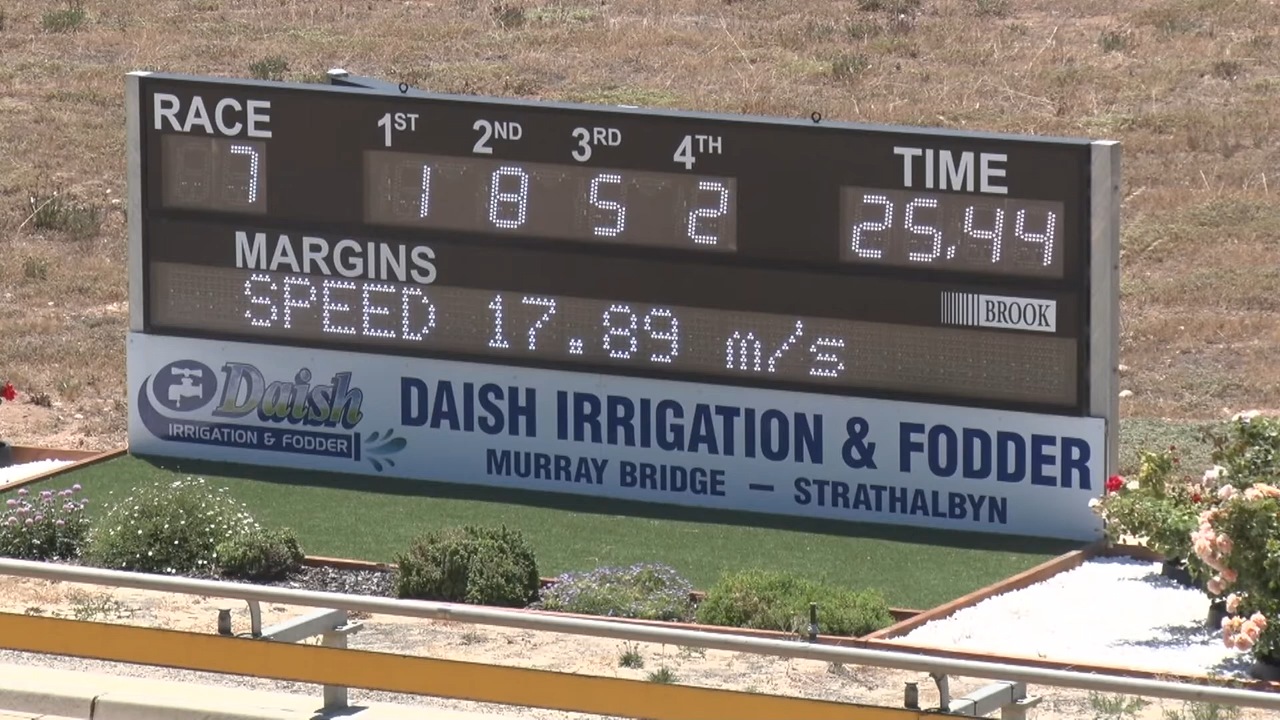 RACE 1ST 2ND 3RD 4TH TIME
7 1 8 5 2 25.44
MARGINS
BROOK
SPEED 17.89 m/s
Daish
IRRIGATION & FODDER
DAISH IRRIGATION & FODDER
MURRAY BRIDGE — STRATHALBYN